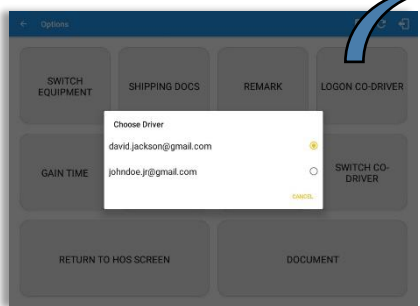 ← Options
SWITCH
EQUIPMENT
SHIPPING DOCS
REMARK
LOGON CO-DRIVER
Choose Driver
david.jackson@gmail.com
johndoe.jr@gmail.com
CANCEL
GAIN TIME
SWITCH CO-
DRIVER
RETURN TO HOS SCREEN
DOCUMENT